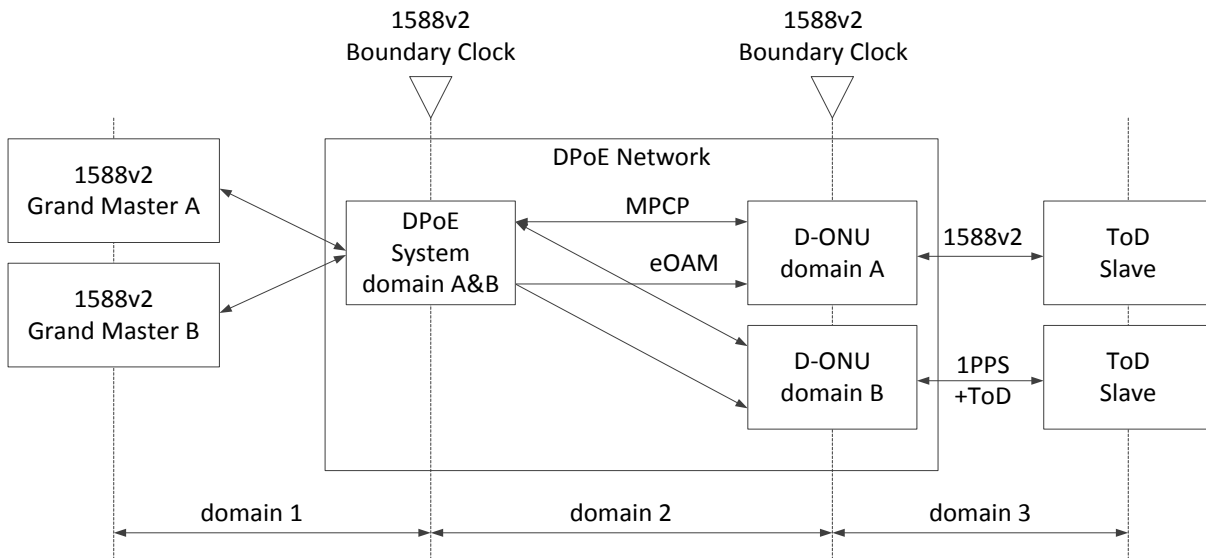 1588v2
Boundary Clock
1588v2
Boundary Clock
DPoE Network
1588v2
Grand Master A
1588v2
Grand Master B
DPoE
System
domain A&B
MPCP
eOAM
D-ONU
domain A
D-ONU
domain B
1588v2
1PPS
+ToD
ToD
Slave
ToD
Slave
domain 1
domain 2
domain 3